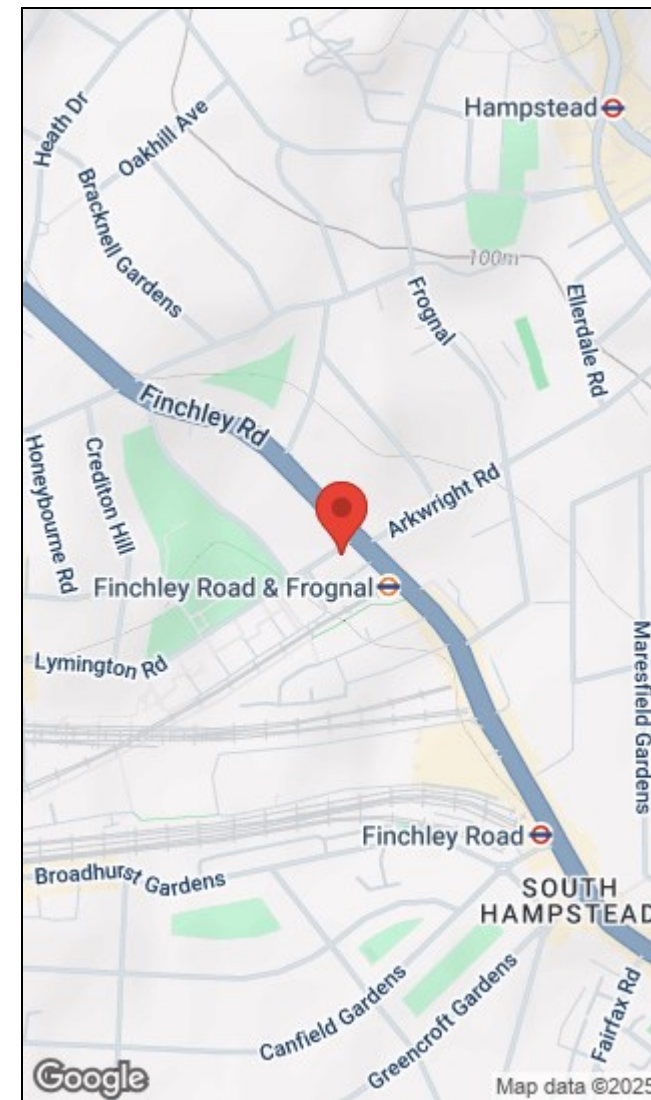 Hampstead
Heath Dr
Oakhill Ave
Bracknell Gardens
100m
Frognal
Ellerdale Rd
Finchley Rd
Honeybourne Rd
Crediton Hill
Arkwright Rd
Finchley Road & Frognal
Lymington Rd
Maresfield Gardens
Finchley Road
Broadhurst Gardens
SOUTH
HAMPSTEAD
Canfield Gardens
Greencroft Gardens
Fairfax Rd
Google
Map data ©2025